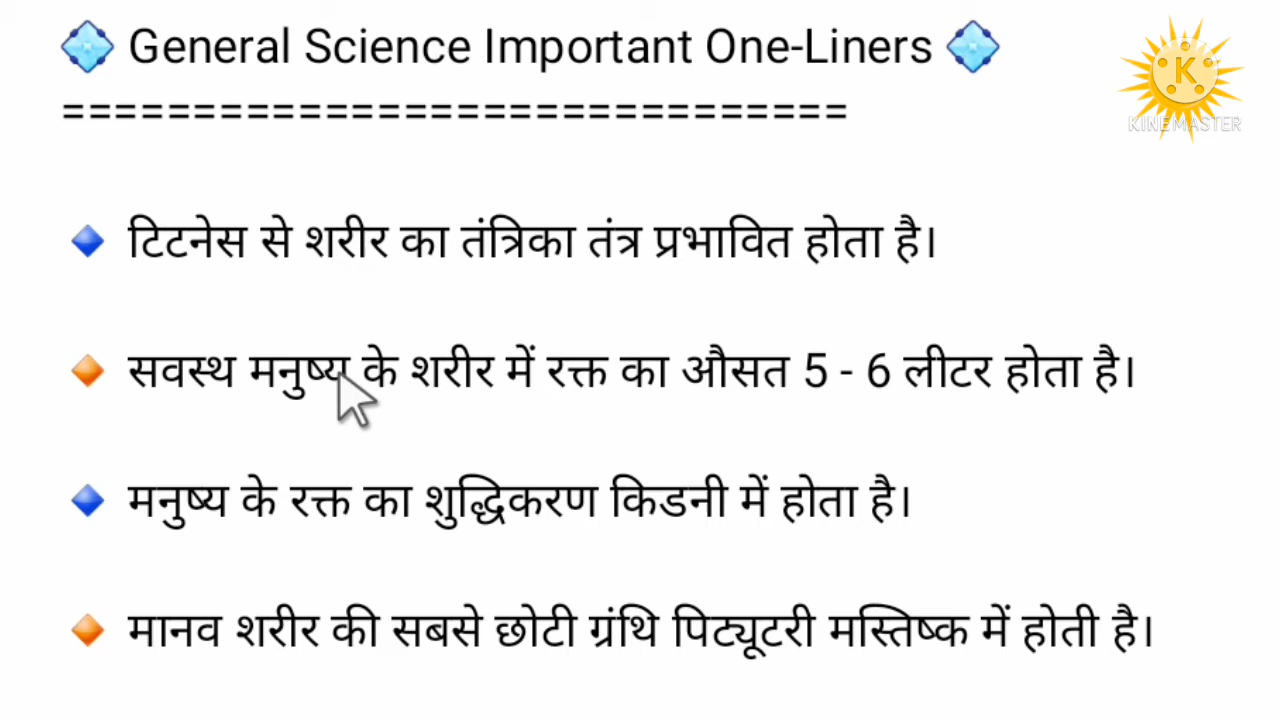 General Science Important One-Liners
==============================
टिटनेस से शरीर का तंत्रिका तंत्र प्रभावित होता है।
सवस्थ मनुष्य के शरीर में रक्त का औसत 5 - 6 लीटर होता है।
मनुष्य के रक्त का शुद्धिकरण किडनी में होता है।
मानव शरीर की सबसे छोटी ग्रंथि पिट्यूटरी मस्तिष्क में होती है।
K
KINEMASTER